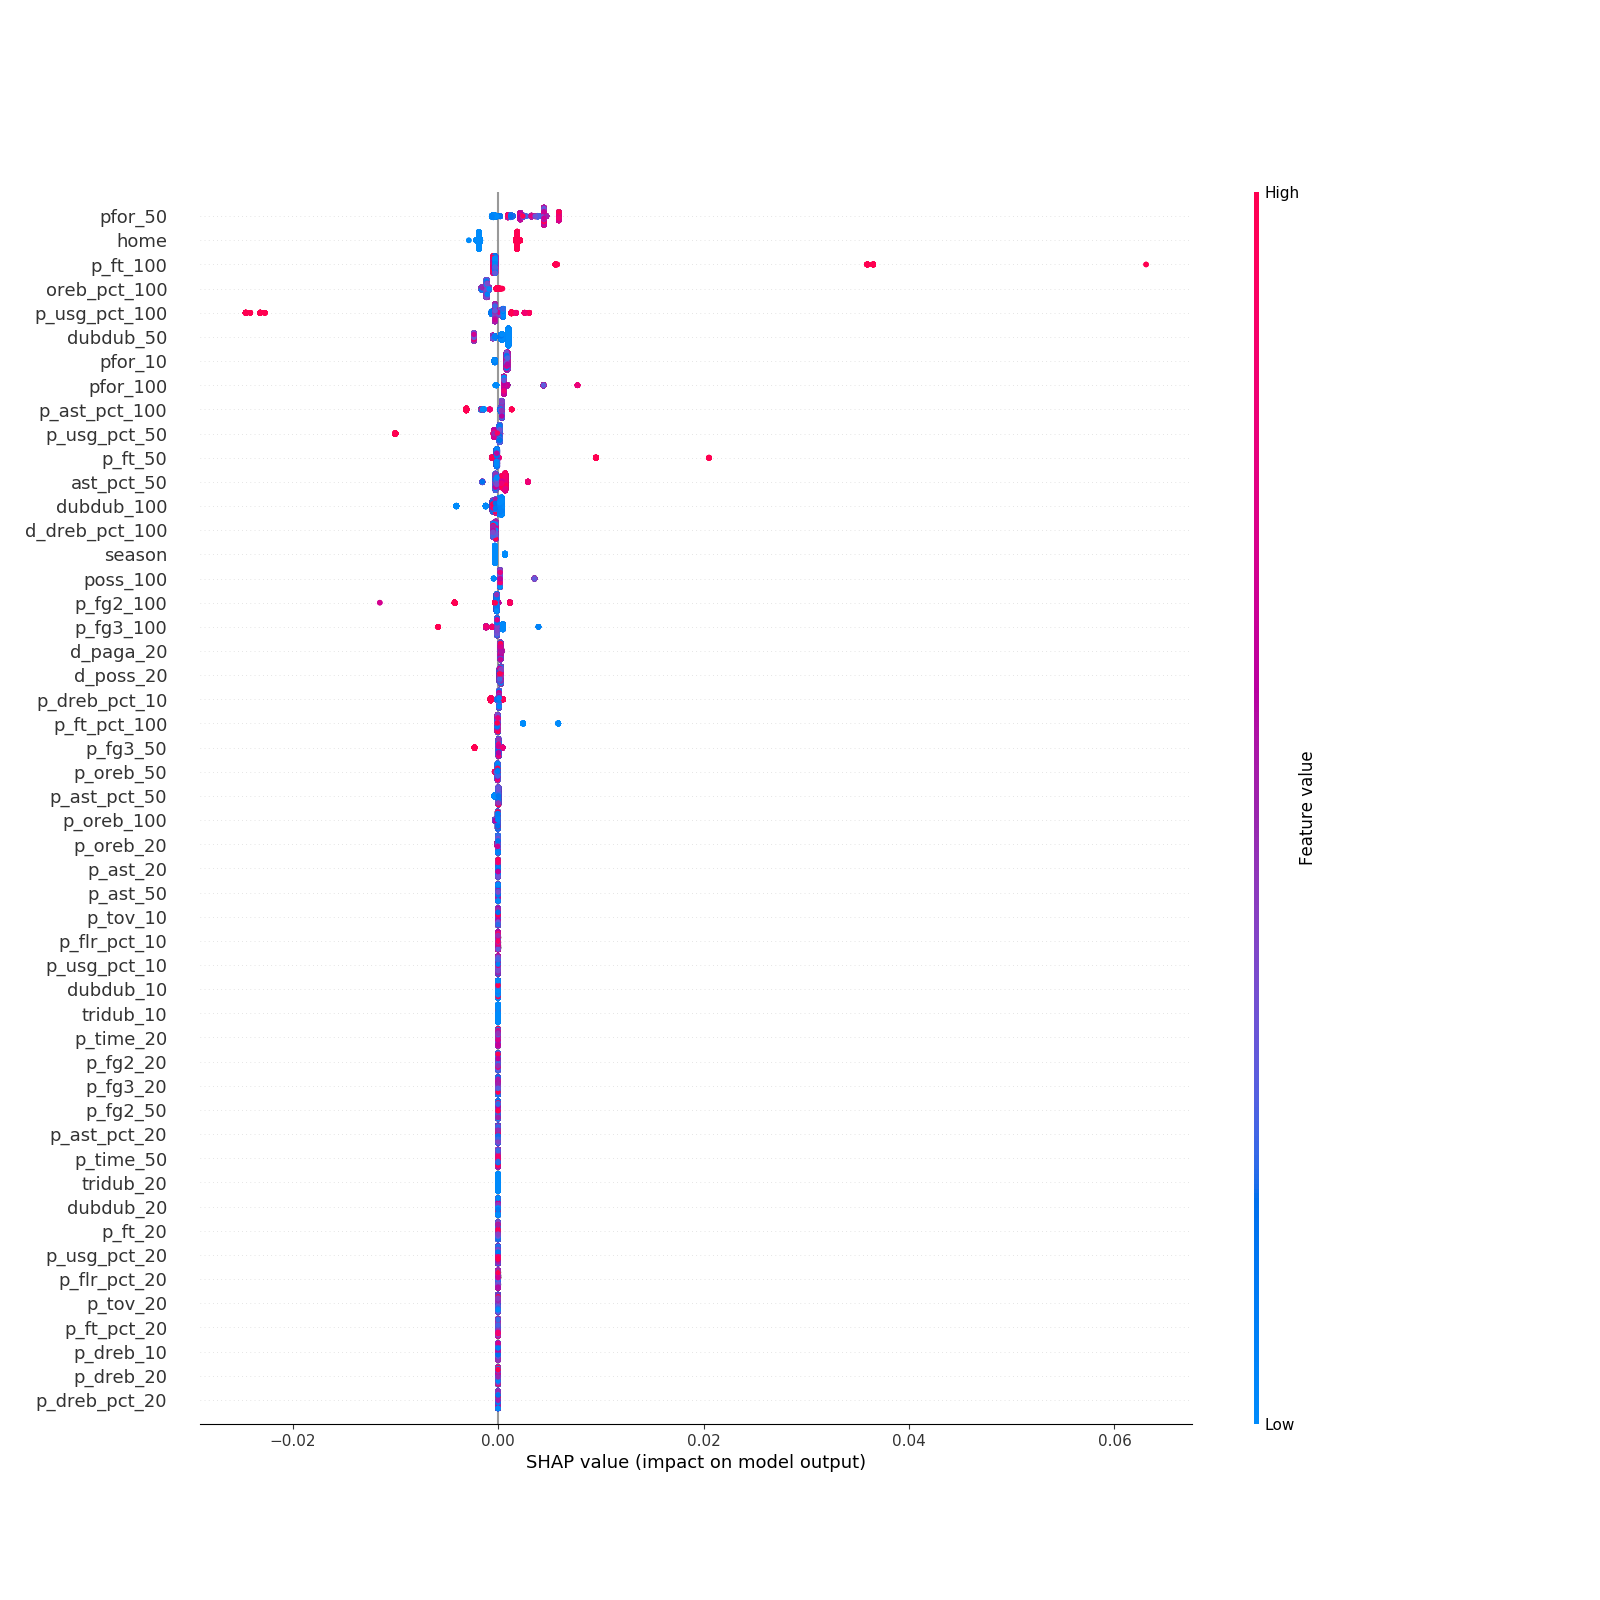 High
pfor_50
home
p_ft_100
oreb_pct_100
p_usg_pct_100
dubdub_50
pfor_10
pfor_100
p_ast_pct_100
p_usg_pct_50
p_ft_50
ast_pct_50
dubdub_100
d_dreb_pct_100
season
poss_100
p_fg2_100
p_fg3_100
d_paga_20
d_poss_20
p_dreb_pct_10
p_ft_pct_100
p_fg3_50
p_oreb_50
p_ast_pct_50
p_oreb_100
p_oreb_20
p_ast_20
p_ast_50
p_tov_10
p_flr_pct_10
p_usg_pct_10
dubdub_10
tridub_10
p_time_20
p_fg2_20
p_fg3_20
p_fg2_50
p_ast_pct_20
p_time_50
tridub_20
dubdub_20
p_ft_20
p_usg_pct_20
p_flr_pct_20
p_tov_20
p_ft_pct_20
p_dreb_10
p_dreb_20
p_dreb_pct_20
Feature value
Low
−0.02 0.00 0.02 0.04 0.06
SHAP value (impact on model output)